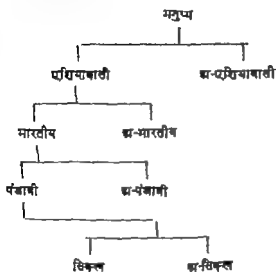 मनुष्य
एशियावासी अ-एशियावासी
भारतीय अ-भारतीय
पंजाबी अ-पंजाबी
सिक्ख अ-सिक्ख